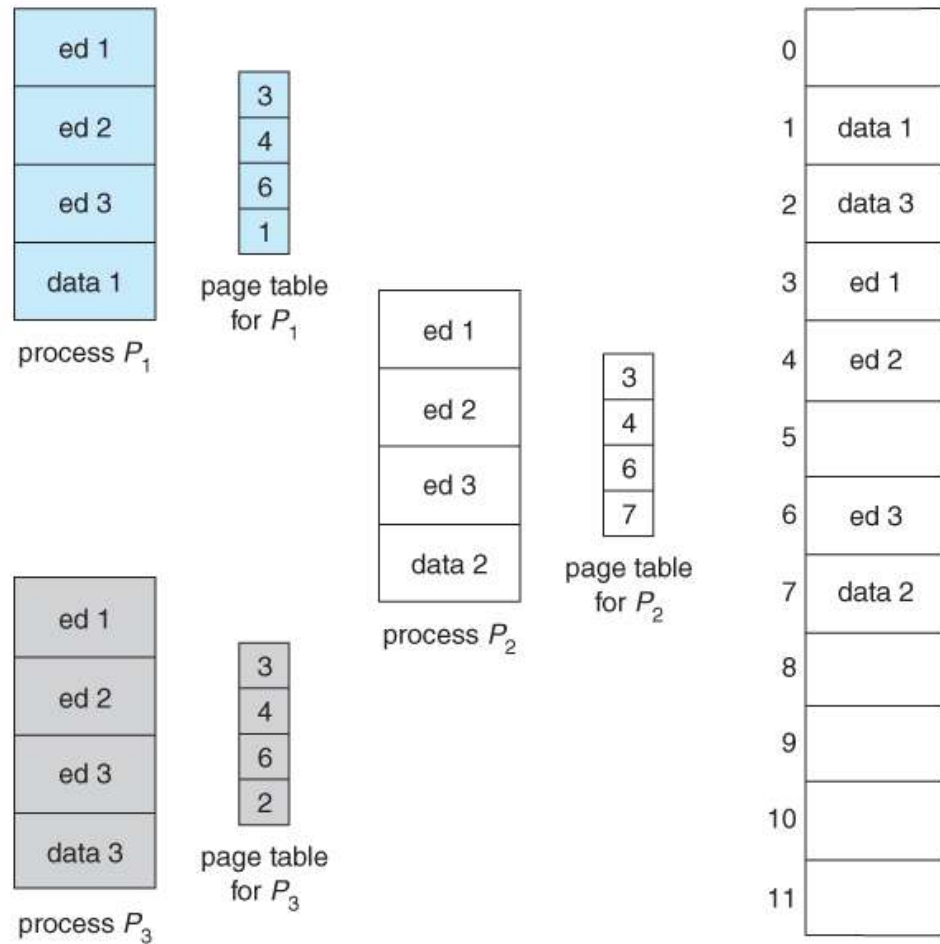 ed 1
ed 2
ed 3
data 1
process P1
3
4
6
1
page table
for P1
ed 1
ed 2
ed 3
data 2
process P2
3
4
6
7
page table
for P2
ed 1
ed 2
ed 3
data 3
process P3
3
4
6
2
page table
for P3
0
1 data 1
2 data 3
3 ed 1
4 ed 2
5
6 ed 3
7 data 2
8
9
10
11